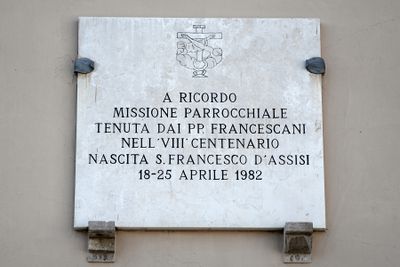 A RICORDO
MISSIONE PARROCCHIALE
TENUTA DAI PP. FRANCESCANI
NELL'VIII° CENTENARIO
NASCITA S. FRANCESCO D'ASSISI
18-25 APRILE 1982